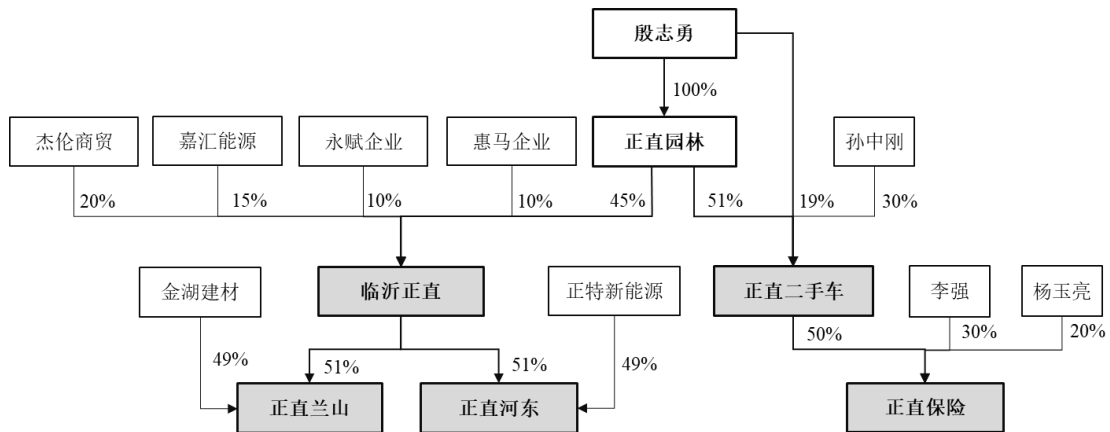 殷志勇
100%
杰伦商贸
嘉汇能源
永赋企业
惠马企业
正直园林
孙中刚
20%
15%
10%
10%
45%
51%
19%
30%
金湖建材
临沂正直
正特新能源
正直二手车
李强
杨玉亮
49%
51%
51%
49%
50%
30%
20%
正直兰山
正直河东
正直保险